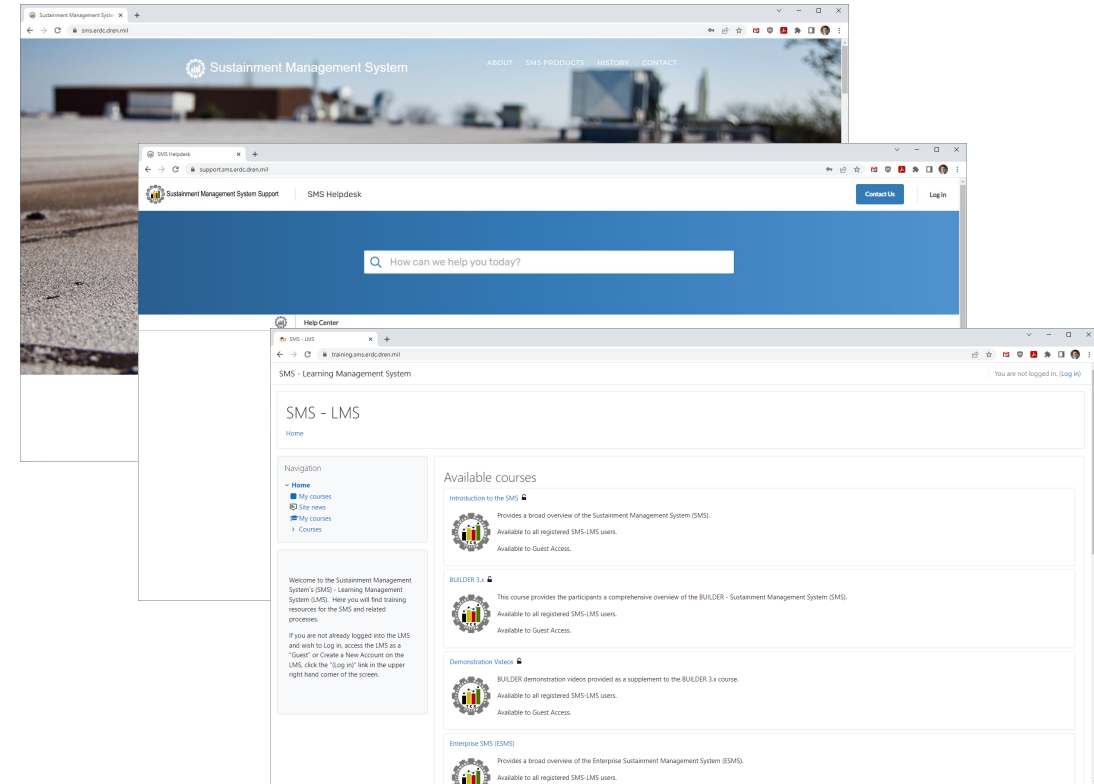 Sustainment Management Syste
sms.erdc.dren.mil
Sustainment Management System
ABOUT SMS PRODUCTS HISTORY CONTACT
SMS Helpdesk
support.sms.erdc.dren.mil
Sustainment Management System Support
SMS Helpdesk
Contact Us
Log in
How can we help you today?
Help Center
SMS - LMS
training.sms.erdc.dren.mil
SMS - Learning Management System
You are not logged in. (Log in)
SMS - LMS
Home
Navigation
Home
My courses
Site news
My courses
Courses
Welcome to the Sustainment Management
System's (SMS) - Learning Management
System (LMS). Here you will find training
resources for the SMS and related
processes.
If you are not already logged into the LMS
and wish to Log in, access the LMS as a
"Guest" or Create a New Account on the
LMS, click the "(Log in)" link in the upper
right hand corner of the screen.
Available courses
Introduction to the SMS
Provides a broad overview of the Sustainment Management System (SMS).
Available to all registered SMS-LMS users.
Available to Guest Access.
BUILDER 3.x
This course provides the participants a comprehensive overview of the BUILDER - Sustainment Management System (SMS).
Available to all registered SMS-LMS users.
Available to Guest Access.
Demonstration Videos
BUILDER demonstration videos provided as a supplement to the BUILDER 3.x course.
Available to all registered SMS-LMS users.
Available to Guest Access.
Enterprise SMS (ESMS)
Provides a broad overview of the Enterprise Sustainment Management System (ESMS).
Available to all registered SMS-LMS users.